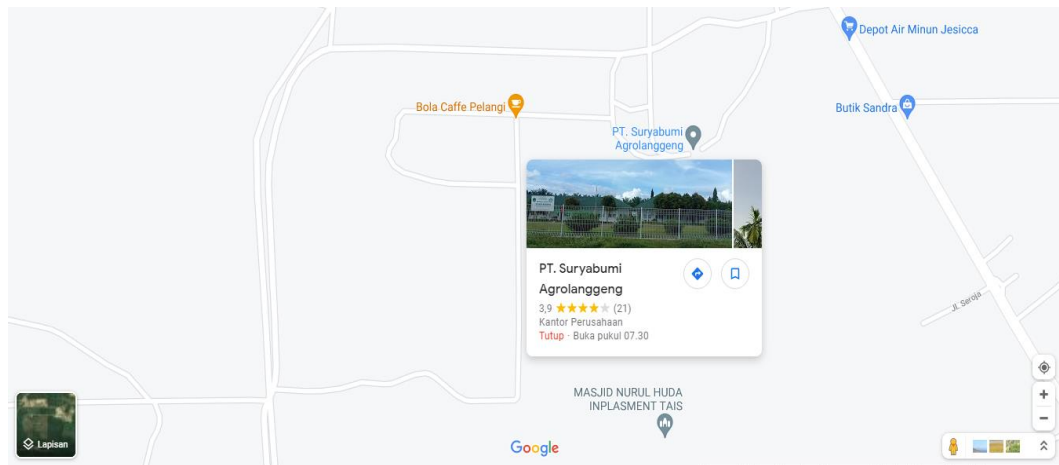 Depot Air Minun Jesicca
Bola Caffe Pelangi
Butik Sandra
PT. Suryabumi
Agrolanggeng
PT. Suryabumi
Agrolanggeng
3,9 (21)
Kantor Perusahaan
Tutup · Buka pukul 07.30
JL. Seroja
MASJID NURUL HUDA
INPLASMENT TAIS
Lapisan
Google